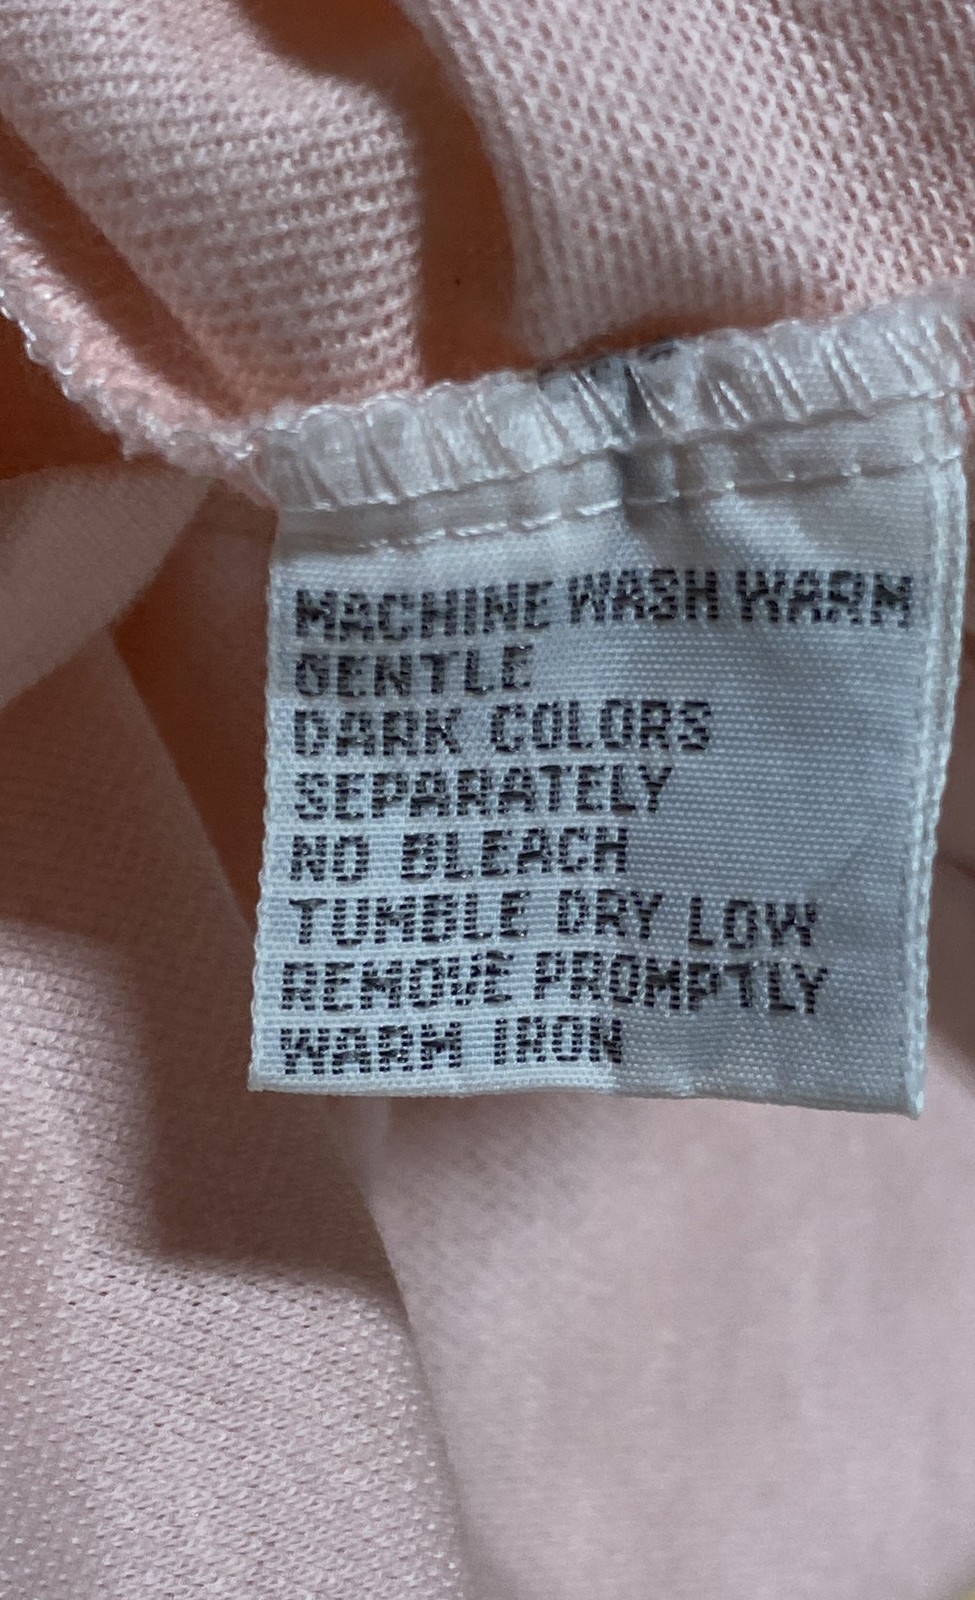 MACHINE WASH WARM
GENTLE
DARK COLORS
SEPARATELY
NO BLEACH
TUMBLE DRY LOW
REMOVE PROMPTLY
WARM IRON